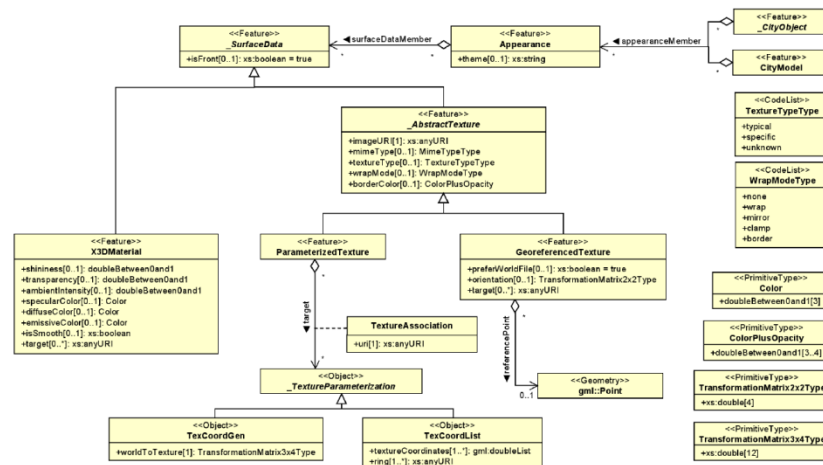 <<Feature>>
_SurfaceData
+isFront[0..1]: xs:boolean = true
◀ surfaceDataMember
*
*
<<Feature>>
Appearance
+theme[0..1]: xs:string
◀ appearanceMember
*
*
*
<<Feature>>
_CityObject
<<Feature>>
CityModel
<<Feature>>
_AbstractTexture
+imageURI[1]: xs:anyURI
+mimeType[0..1]: MimeTypeType
+textureType[0..1]: TextureTypeType
+wrapMode[0..1]: WrapModeType
+borderColor[0..1]: ColorPlusOpacity
<<CodeList>>
TextureTypeType
+typical
+specific
+unknown
<<CodeList>>
WrapModeType
+none
+wrap
+mirror
+clamp
+border
<<Feature>>
X3DMaterial
+shininess[0..1]: doubleBetween0and1
+transparency[0..1]: doubleBetween0and1
+ambientIntensity[0..1]: doubleBetween0and1
+specularColor[0..1]: Color
+diffuseColor[0..1]: Color
+emissiveColor[0..1]: Color
+isSmooth[0..1]: xs:boolean
+target[0..*]: xs:anyURI
<<Feature>>
ParameterizedTexture
*
◀ target
*
<<Feature>>
GeoreferencedTexture
+preferWorldFile[0..1]: xs:boolean = true
+orientation[0..1]: TransformationMatrix2x2Type
+target[0..*]: xs:anyURI
*
◀ referencePoint
0..1
TextureAssociation
+uri[1]: xs:anyURI
<<Object>>
_TextureParameterization
<<Geometry>>
gml::Point
<<Object>>
TexCoordGen
+worldToTexture[1]: TransformationMatrix3x4Type
<<Object>>
TexCoordList
+textureCoordinates[1..*]: gml:doubleList
+ring[1..*]: xs:anyURI
<<PrimitiveType>>
Color
+doubleBetween0and1[3]
<<PrimitiveType>>
ColorPlusOpacity
+doubleBetween0and1[3..4]
<<PrimitiveType>>
TransformationMatrix2x2Type
+xs:double[4]
<<PrimitiveType>>
TransformationMatrix3x4Type
+xs:double[12]